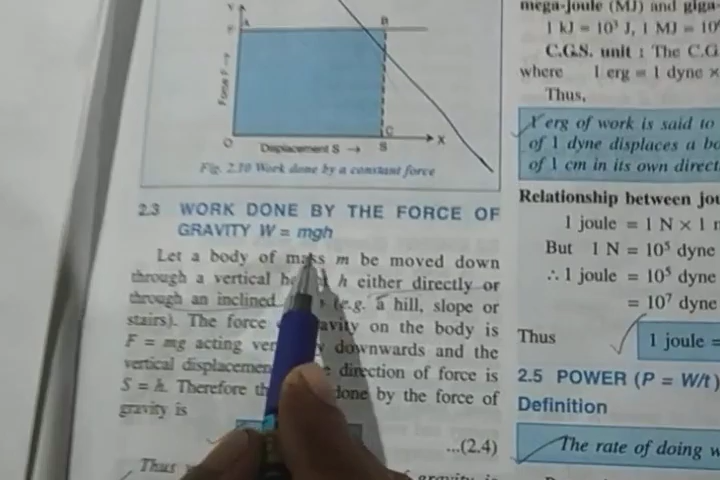 Y
F A B
Force F →
O C
Displacement S → S X
Fig. 2.10 Work done by a constant force
2.3 WORK DONE BY THE FORCE OF
GRAVITY W = mgh
Let a body of mass m be moved down
through a vertical h either directly or
through an inclined (e.g. a hill, slope or
stairs). The force on the body is
F = mg acting downwards and the
vertical direction of force is
S = h. Therefore done by the force of
gravity is
...(2.4)
Thus
gravity is
mega-joule (MJ) and giga-
1 kJ = 10³ J, 1 MJ = 10
C.G.S. unit : The C.G
where 1 erg = 1 dyne ×
Thus,
erg of work is said to
of 1 dyne displaces a bo
of 1 cm in its own direct
Relationship between jou
1 joule = 1 N × 1
But 1 N = 10⁵ dyne
∴ 1 joule = 10⁵ dyne
= 10⁷ dyne
Thus 1 joule =
2.5 POWER (P = W/t)
Definition
The rate of doing w